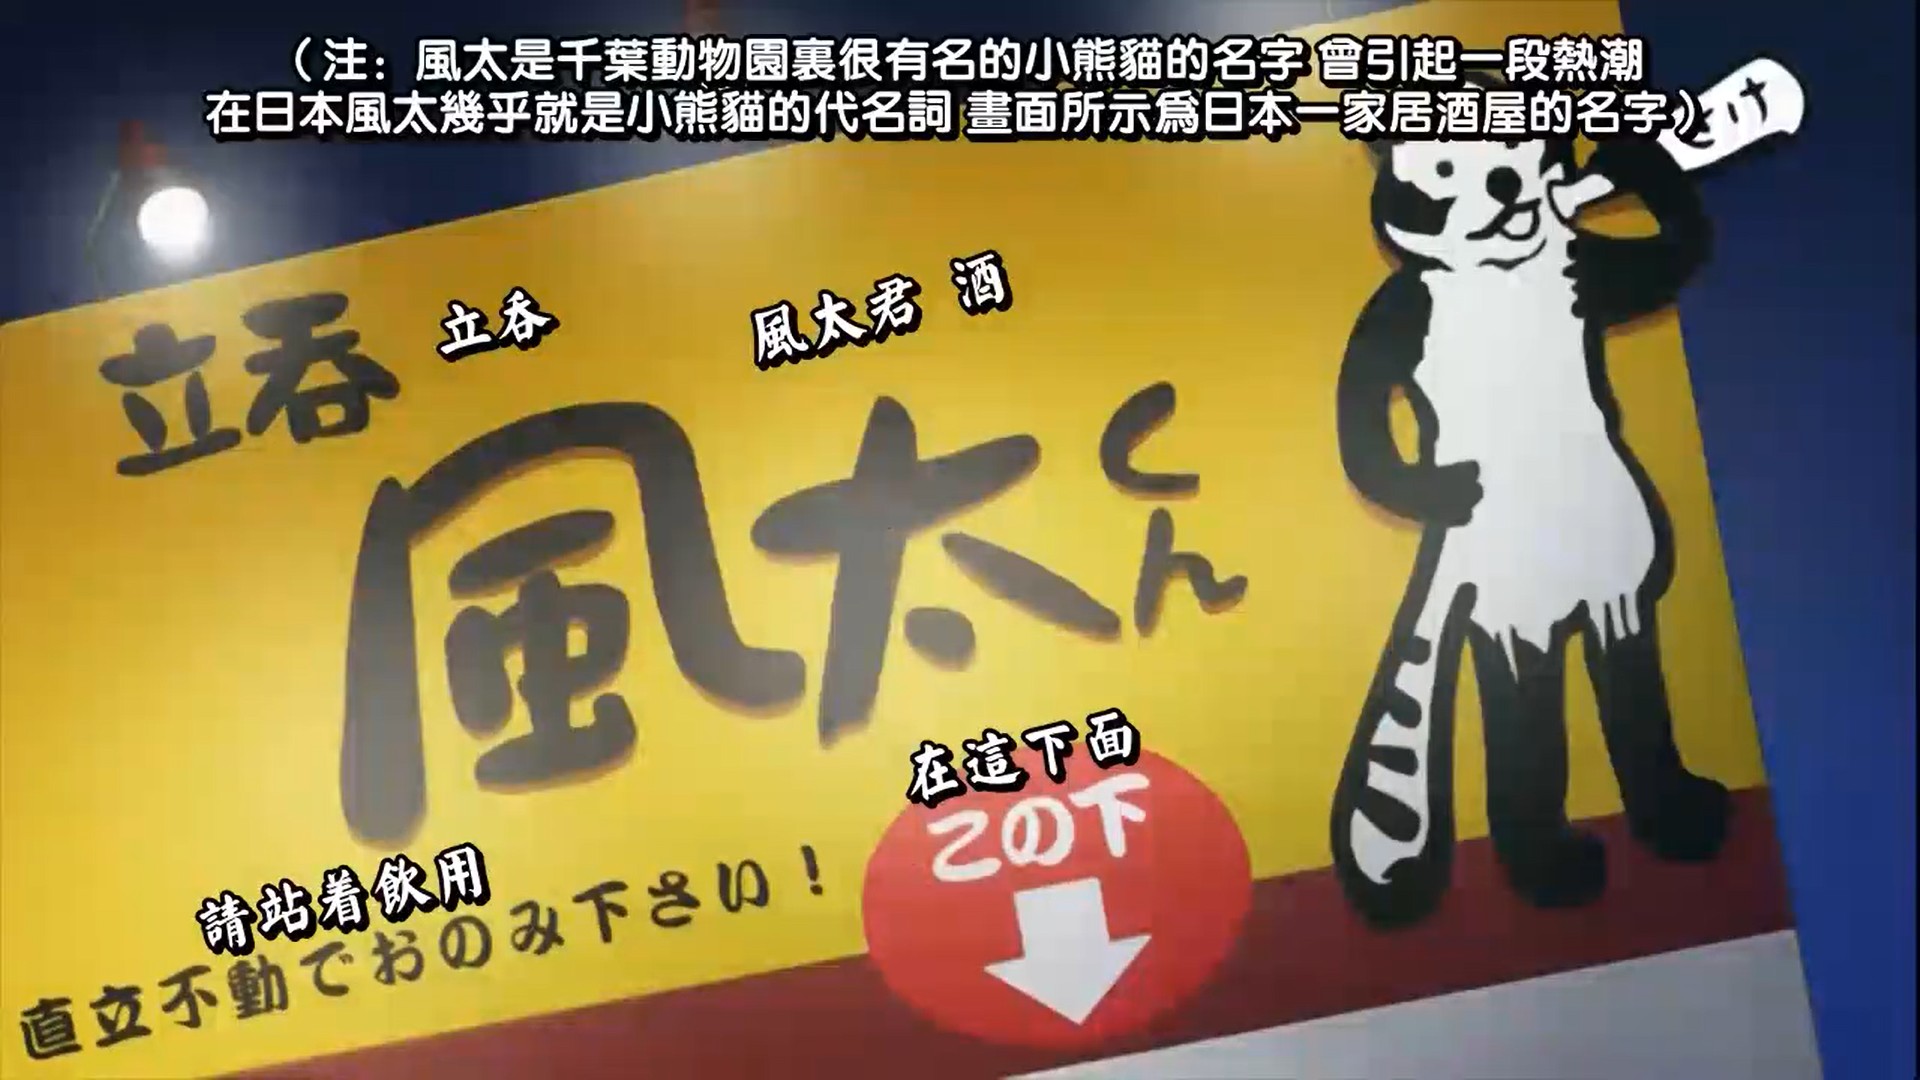 （注：風太是千葉動物園裏很有名的小熊貓的名字 曾引起一段熱潮
在日本風太幾乎就是小熊貓的代名詞 畫面所示爲日本一家居酒屋的名字）
さけ
立呑 風太君 酒
立呑
風太くん
在這下面
この下
請站着飲用
直立不動でおのみ下さい！